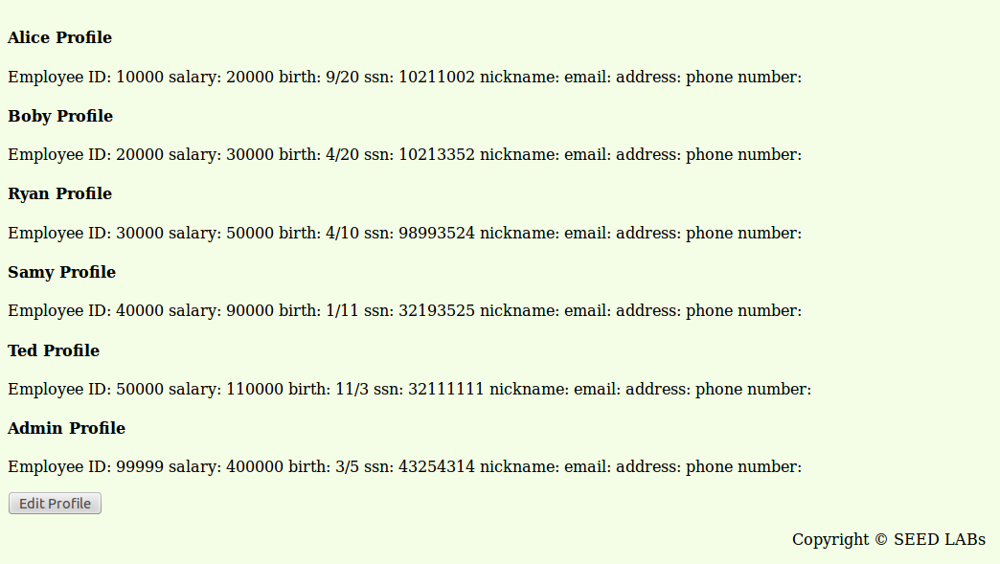 Alice Profile
Employee ID: 10000 salary: 20000 birth: 9/20 ssn: 10211002 nickname: email: address: phone number:
Boby Profile
Employee ID: 20000 salary: 30000 birth: 4/20 ssn: 10213352 nickname: email: address: phone number:
Ryan Profile
Employee ID: 30000 salary: 50000 birth: 4/10 ssn: 98993524 nickname: email: address: phone number:
Samy Profile
Employee ID: 40000 salary: 90000 birth: 1/11 ssn: 32193525 nickname: email: address: phone number:
Ted Profile
Employee ID: 50000 salary: 110000 birth: 11/3 ssn: 32111111 nickname: email: address: phone number:
Admin Profile
Employee ID: 99999 salary: 400000 birth: 3/5 ssn: 43254314 nickname: email: address: phone number:
Edit Profile
Copyright © SEED LABs